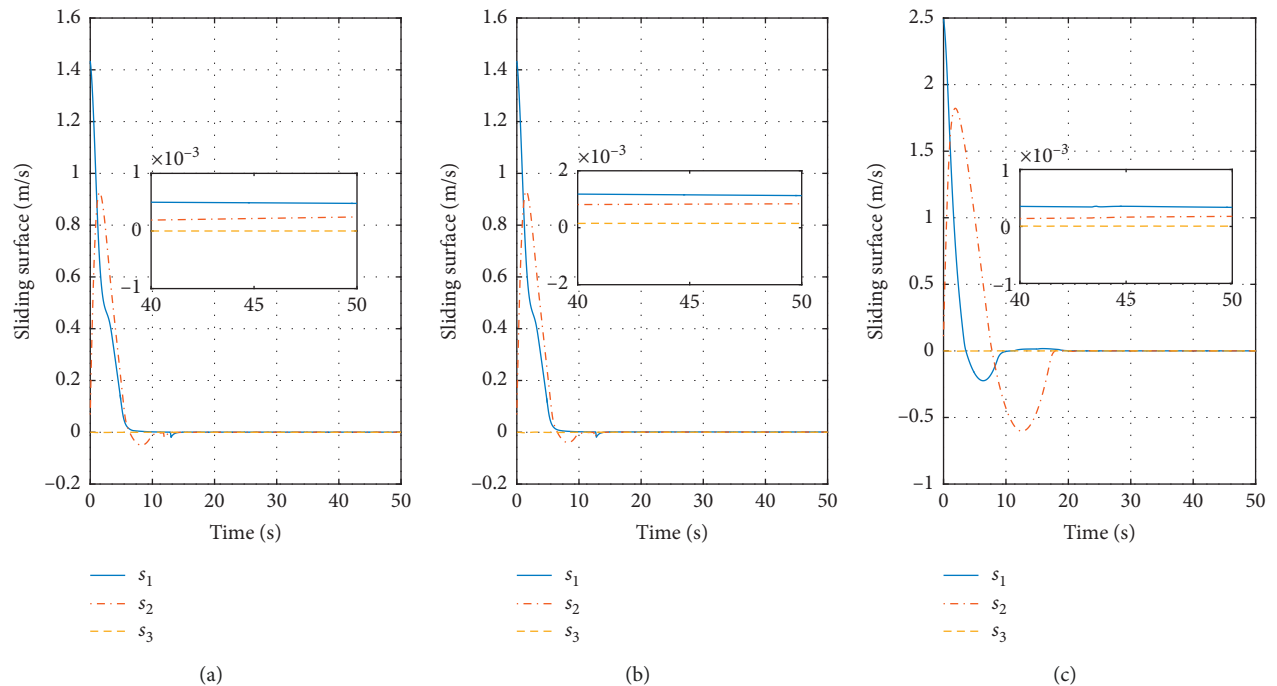 1.6
1.4
1.2
1
0.8
0.6
0.4
0.2
0
−0.2
Sliding surface (m/s)
×10⁻³
1
0
−1
40 45 50
0 10 20 30 40 50
Time (s)
s₁
s₂
s₃
(a)
1.6
1.4
1.2
1
0.8
0.6
0.4
0.2
0
−0.2
Sliding surface (m/s)
2
×10⁻³
0
−2
40 45 50
0 10 20 30 40 50
Time (s)
s₁
s₂
s₃
(b)
2.5
2
1.5
1
0.5
0
−0.5
−1
Sliding surface (m/s)
×10⁻³
1
0
−1
40 45 50
0 10 20 30 40 50
Time (s)
s₁
s₂
s₃
(c)